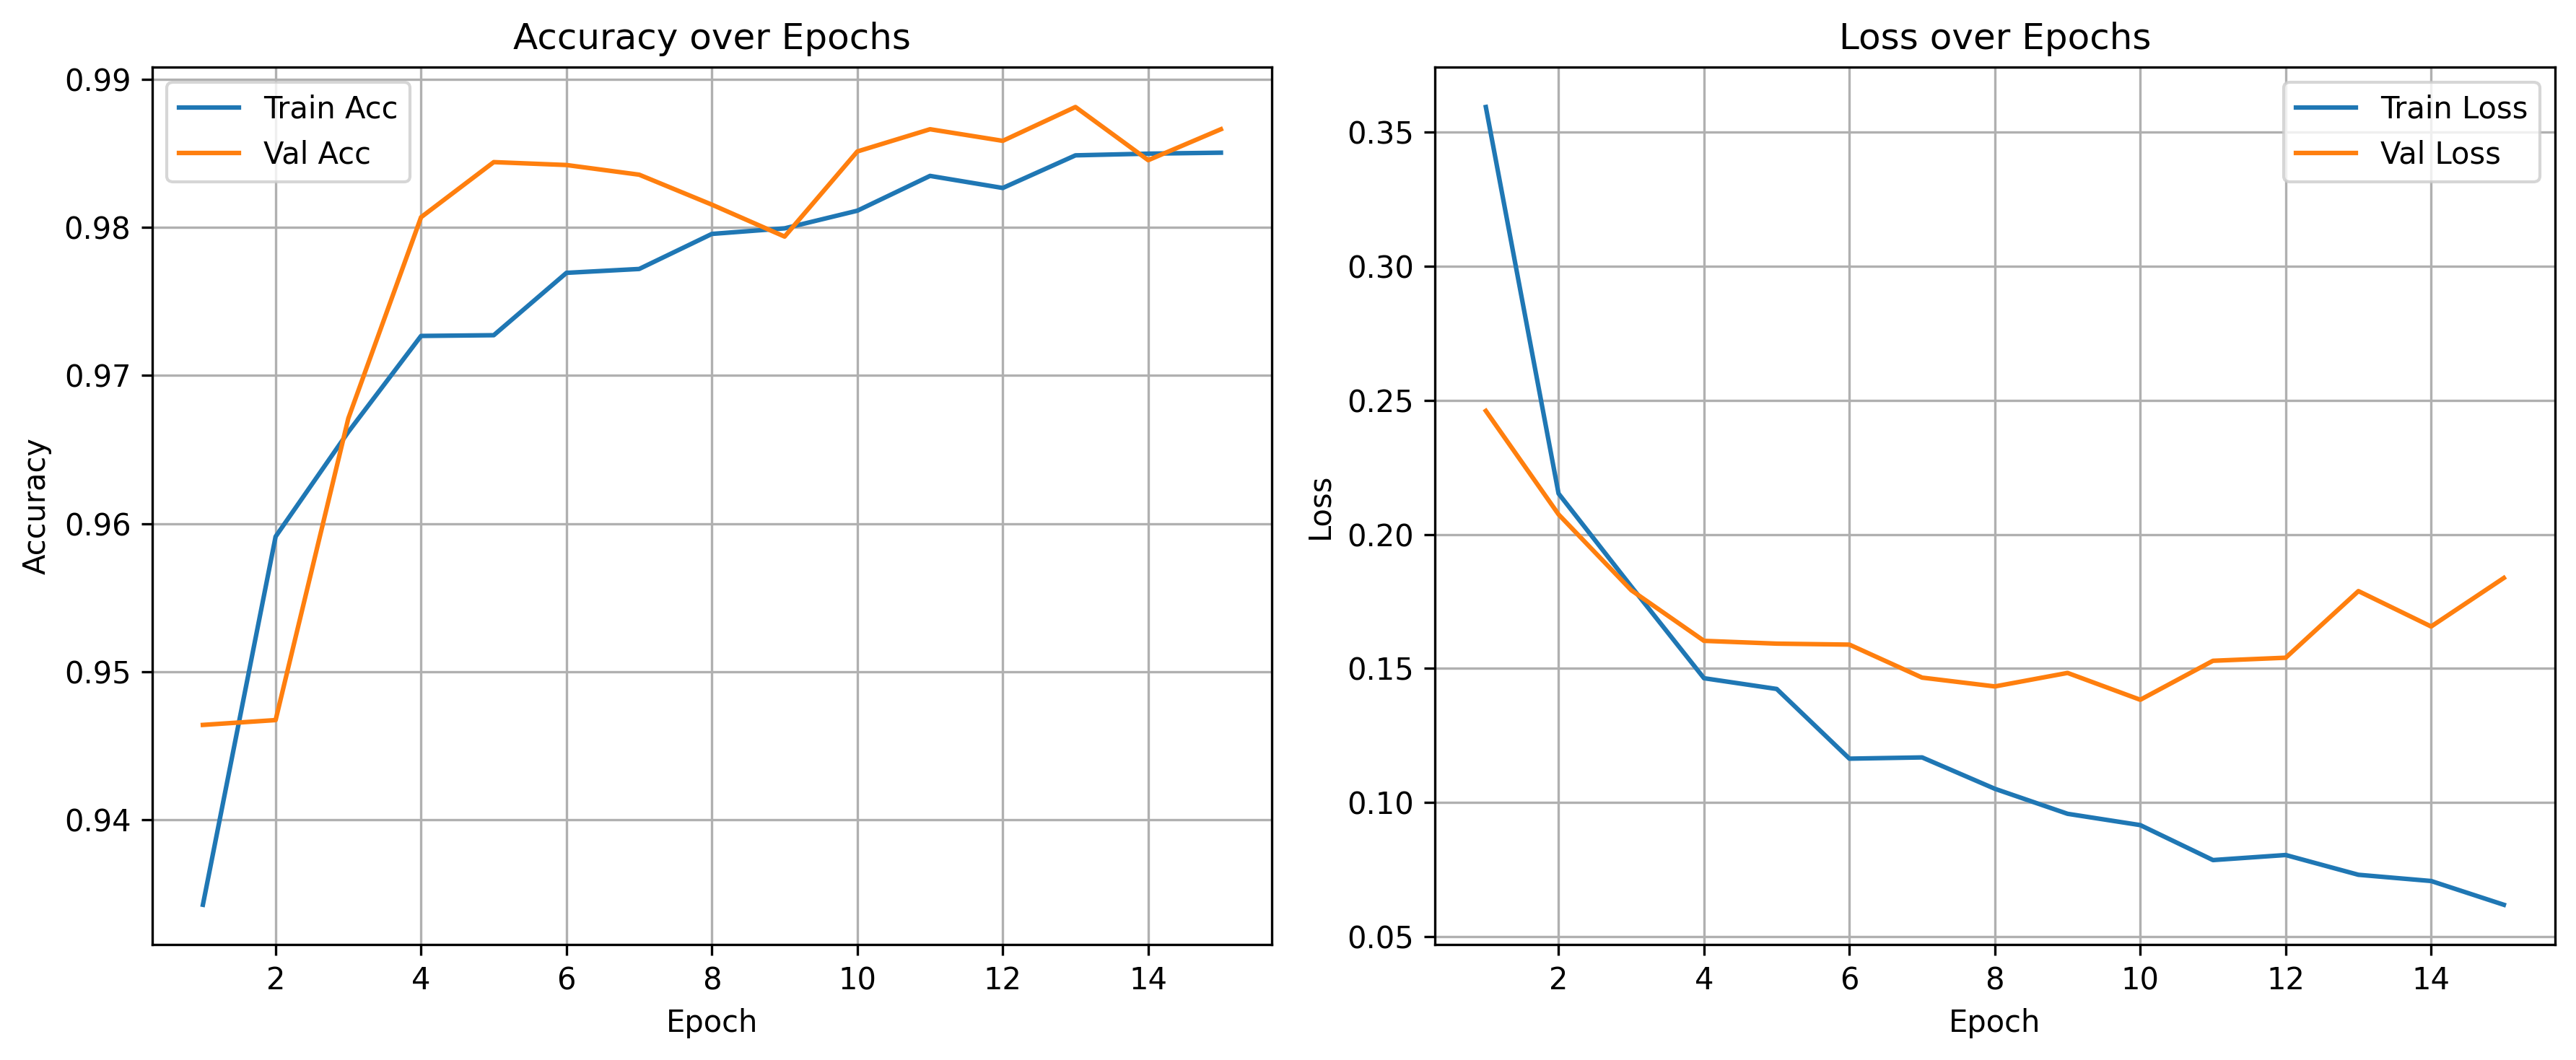 Accuracy over Epochs
0.99
0.98
0.97
0.96
0.95
0.94
Accuracy
Train Acc
Val Acc
2 4 6 8 10 12 14
Epoch
Loss over Epochs
0.35
0.30
0.25
0.20
0.15
0.10
0.05
Loss
Train Loss
Val Loss
2 4 6 8 10 12 14
Epoch